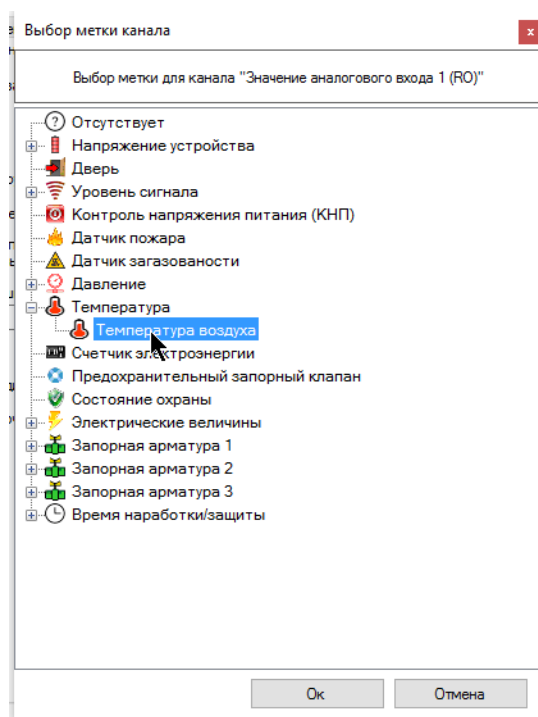 Выбор метки канала
x
Выбор метки для канала "Значение аналогового входа 1 (RO)"
Отсутствует
Напряжение устройства
Дверь
Уровень сигнала
Контроль напряжения питания (КНП)
Датчик пожара
Датчик загазованости
Давление
Температура
Температура воздуха
Счетчик электроэнергии
Предохранительный запорный клапан
Состояние охраны
Электрические величины
Запорная арматура 1
Запорная арматура 2
Запорная арматура 3
Время наработки/защиты
Ок
Отмена